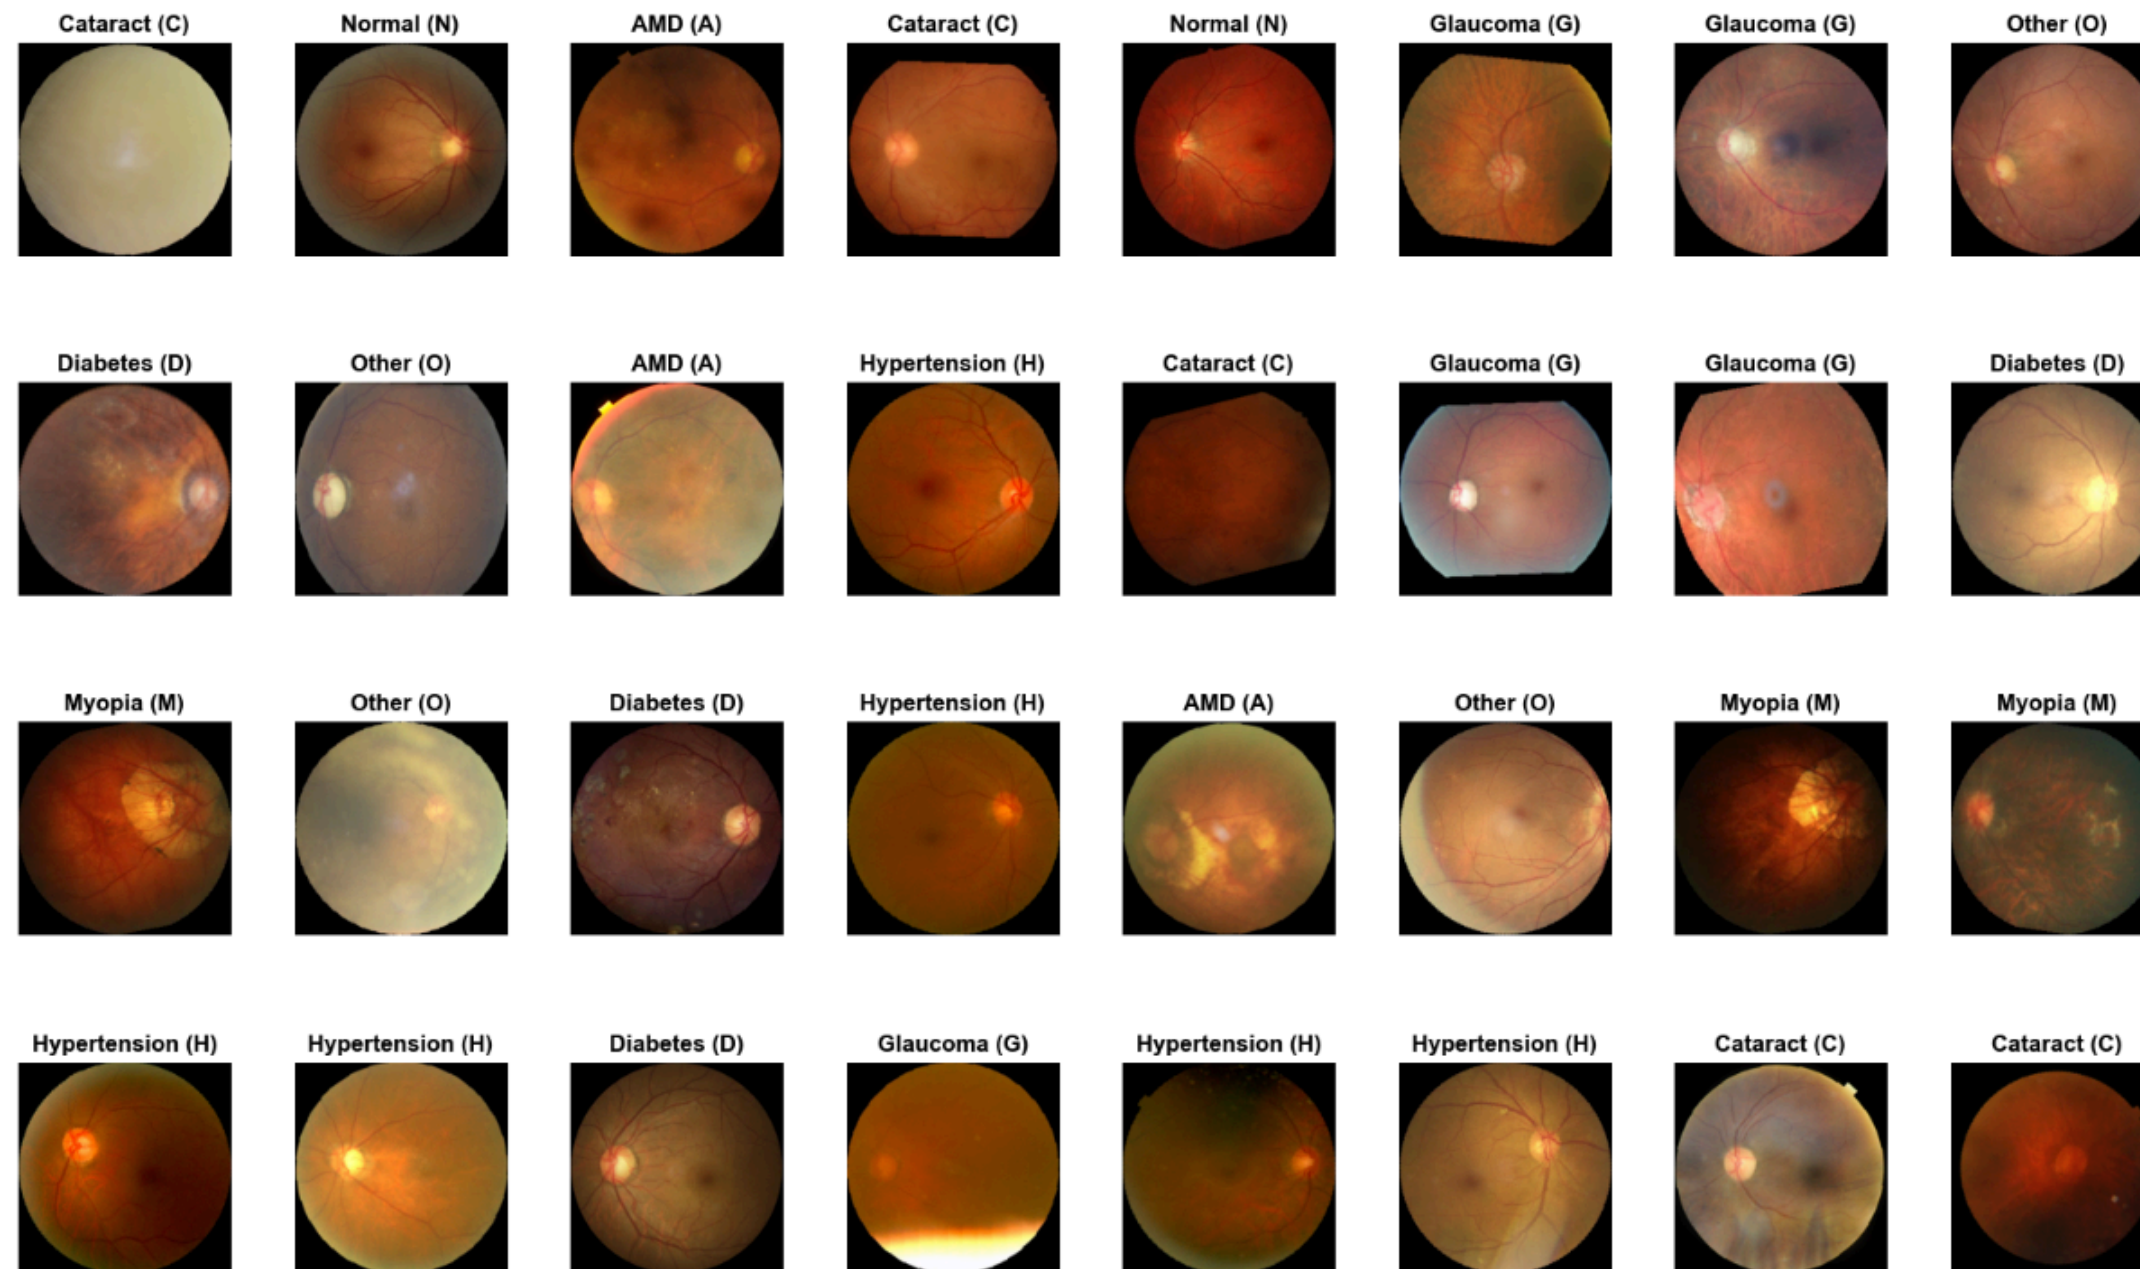 Cataract (C) Normal (N) AMD (A) Cataract (C) Normal (N) Glaucoma (G) Glaucoma (G) Other (O)
Diabetes (D) Other (O) AMD (A) Hypertension (H) Cataract (C) Glaucoma (G) Glaucoma (G) Diabetes (D)
Myopia (M) Other (O) Diabetes (D) Hypertension (H) AMD (A) Other (O) Myopia (M) Myopia (M)
Hypertension (H) Hypertension (H) Diabetes (D) Glaucoma (G) Hypertension (H) Hypertension (H) Cataract (C) Cataract (C)